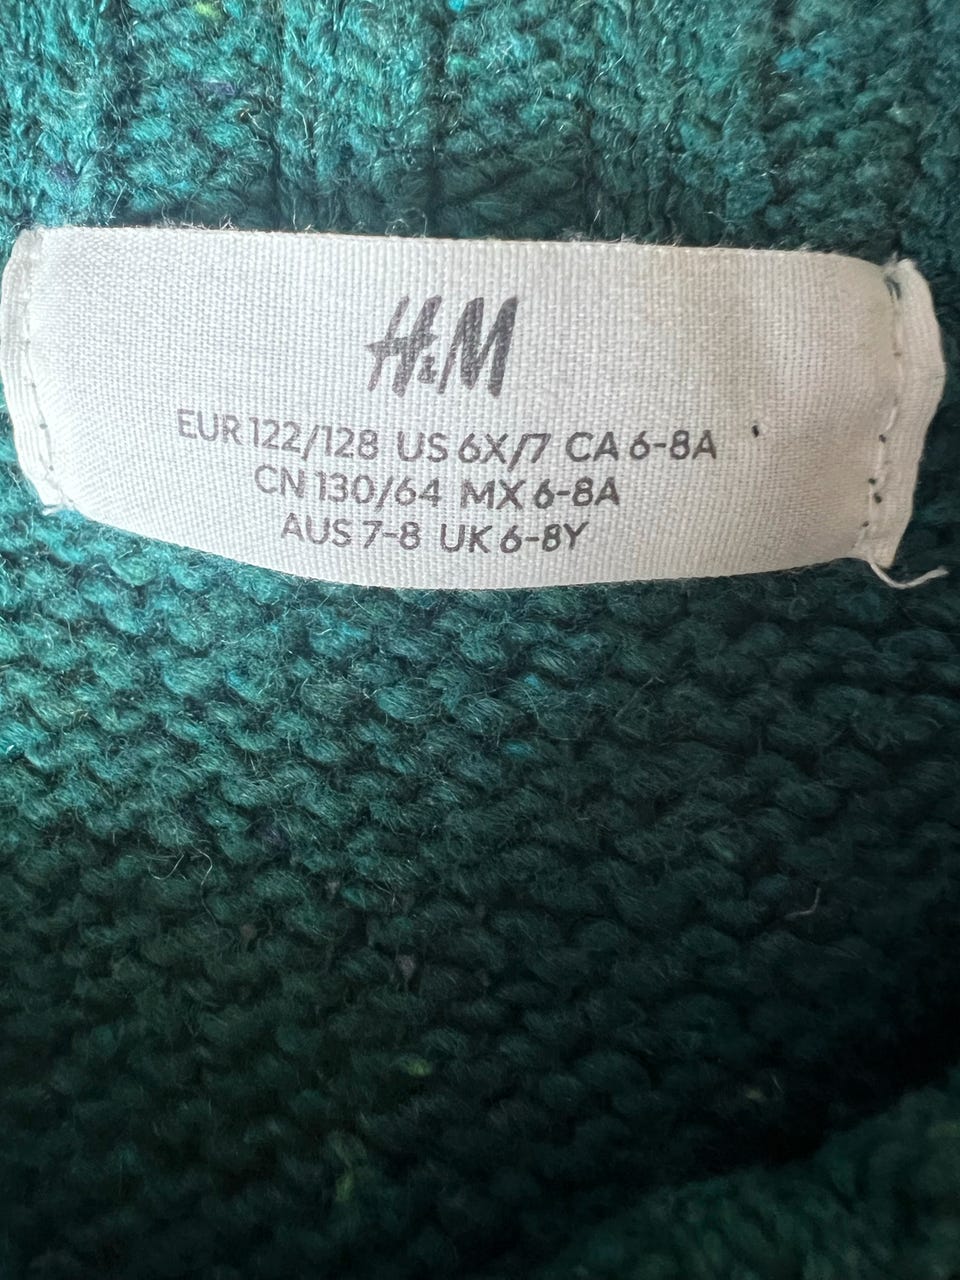 H&M
EUR 122/128 US 6X/7 CA 6-8A
CN 130/64 MX 6-8A
AUS 7-8 UK 6-8Y